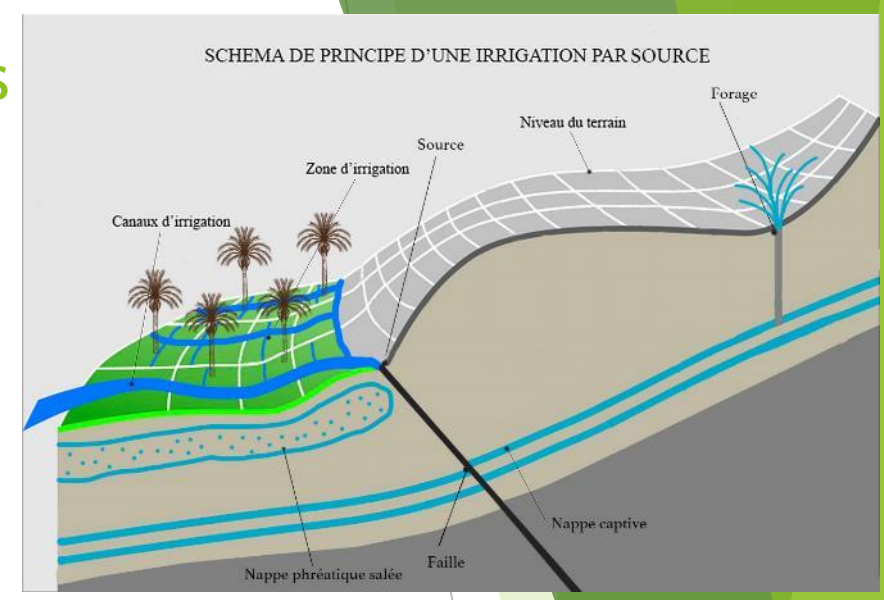 SCHEMA DE PRINCIPE D'UNE IRRIGATION PAR SOURCE
Forage
Niveau du terrain
Source
Zone d'irrigation
Canaux d'irrigation
Nappe captive
Faille
Nappe phréatique salée